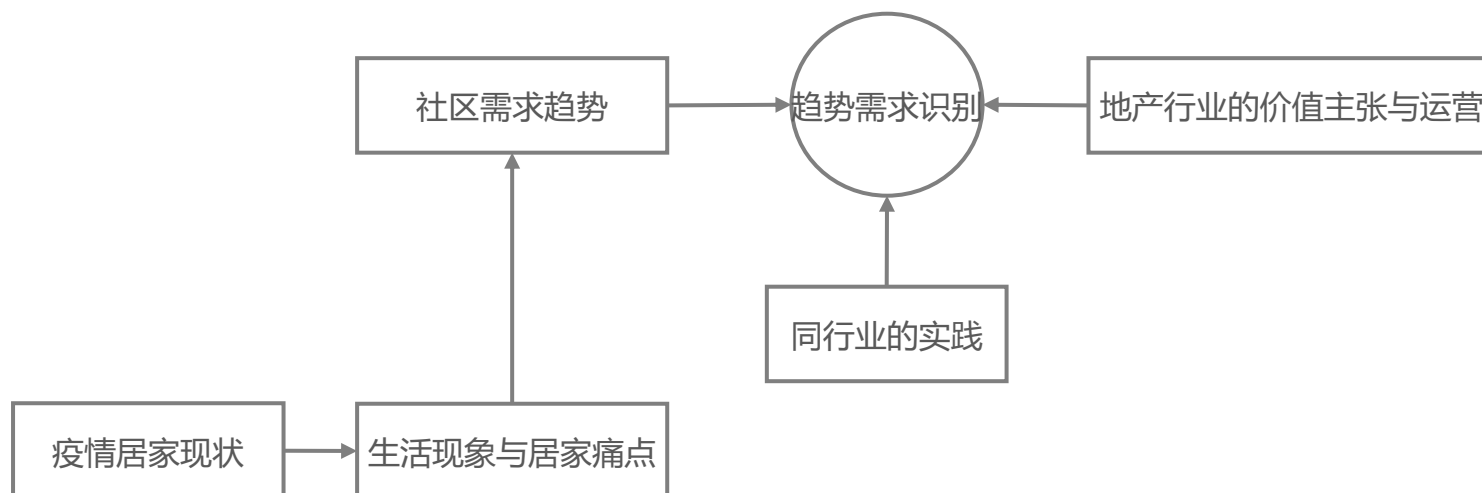 社区需求趋势
趋势需求识别
地产行业的价值主张与运营
同行业的实践
疫情居家现状
生活现象与居家痛点